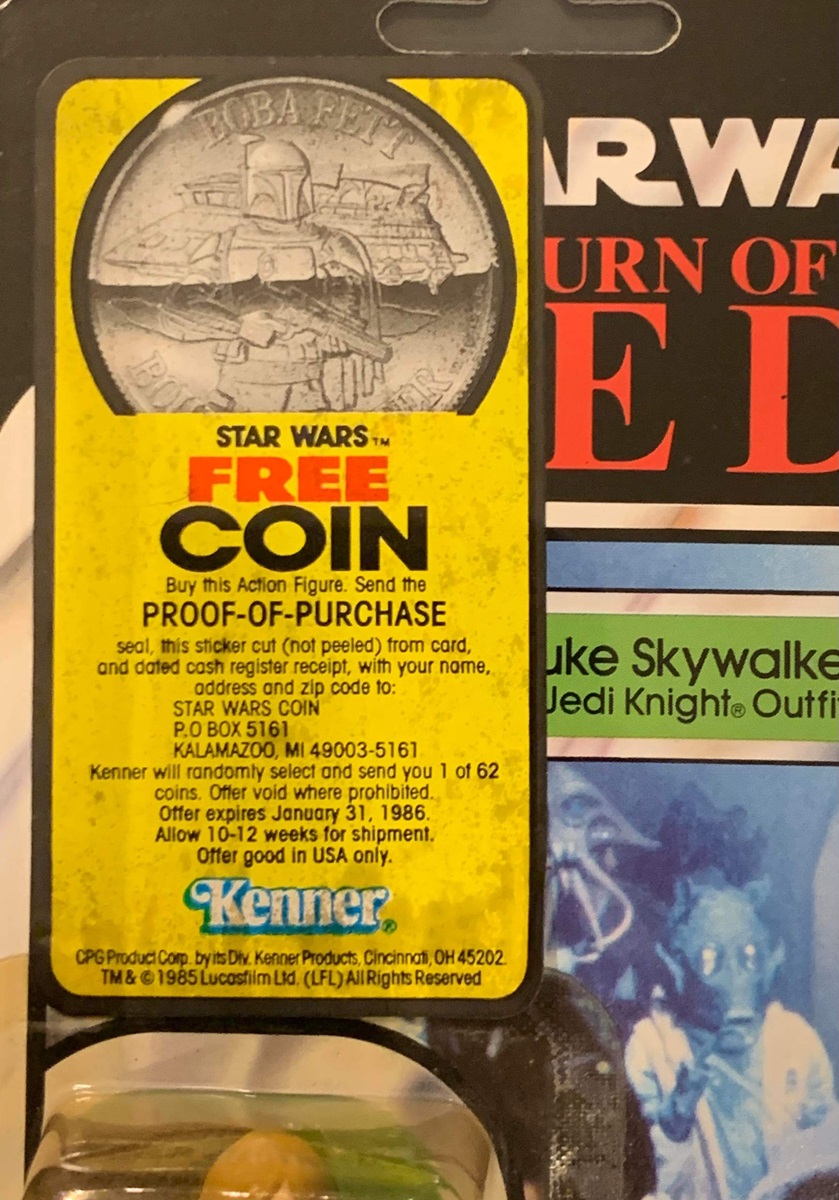 BOBA FETT
STAR WARS™
FREE
COIN
Buy this Action Figure. Send the
PROOF-OF-PURCHASE
seal, this sticker cut (not peeled) from card,
and dated cash register receipt, with your name,
address and zip code to:
STAR WARS COIN
P.O BOX 5161
KALAMAZOO, MI 49003-5161
Kenner will randomly select and send you 1 of 62
coins. Offer void where prohibited.
Offer expires January 31, 1986.
Allow 10-12 weeks for shipment.
Offer good in USA only.
Kenner®
CPG Product Corp. by its Div. Kenner Products, Cincinnati, OH 45202.
TM & © 1985 Lucasfilm Ltd. (LFL) All Rights Reserved
AR WA
URN OF
E D
uke Skywalke
Jedi Knight® Outfi